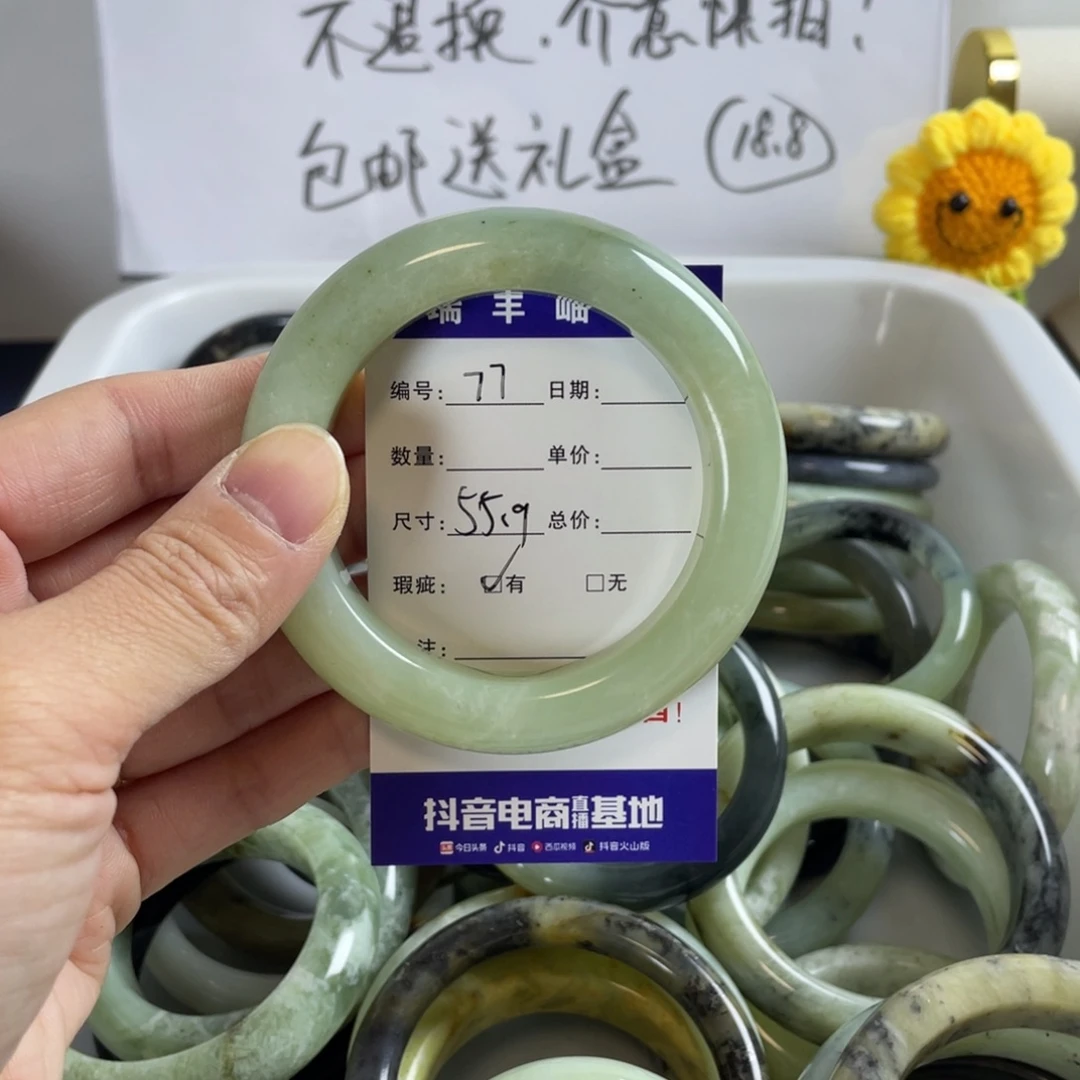 不退换.介意慎拍！
包邮送礼盒 18.8
瑞丰
编号: 77 日期:
数量: 单价:
尺寸: 55.9 总价:
瑕疵: ☑有 □无
注:
！
抖音电商直播基地
今日头条 抖音 西瓜视频 抖音火山版